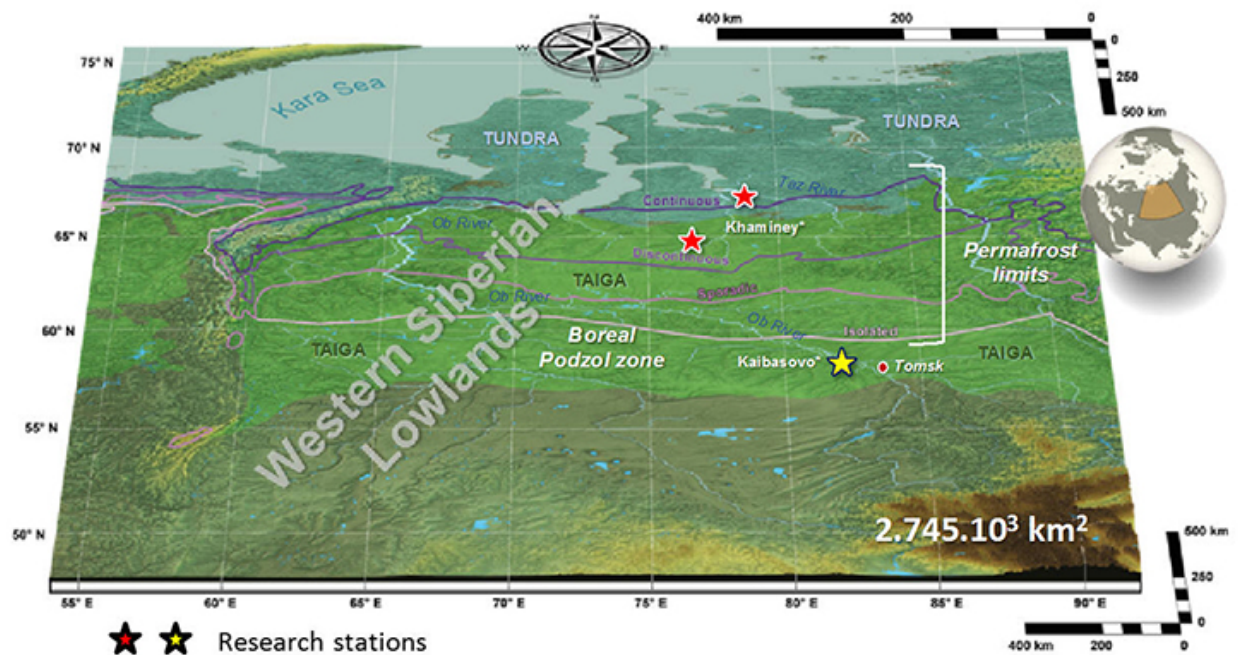 400 km
200
0
N
W
E
S
0
250
500 km
75° N
Kara Sea
TUNDRA
TUNDRA
70° N
Continuous
Taz River
Khaminey*
65° N
Ob River
Discontinuous
Permafrost
limits
TAIGA
Ob River
Sporadic
Western Siberian
Lowlands
60° N
Ob River
Isolated
Boreal
Podzol zone
TAIGA
TAIGA
Kaibasovo*
Tomsk
55° N
50° N
2.745.10³ km²
500 km
250
0
55° E
60° E
65° E
70° E
75° E
80° E
85° E
90° E
400 km
200
0
Research stations